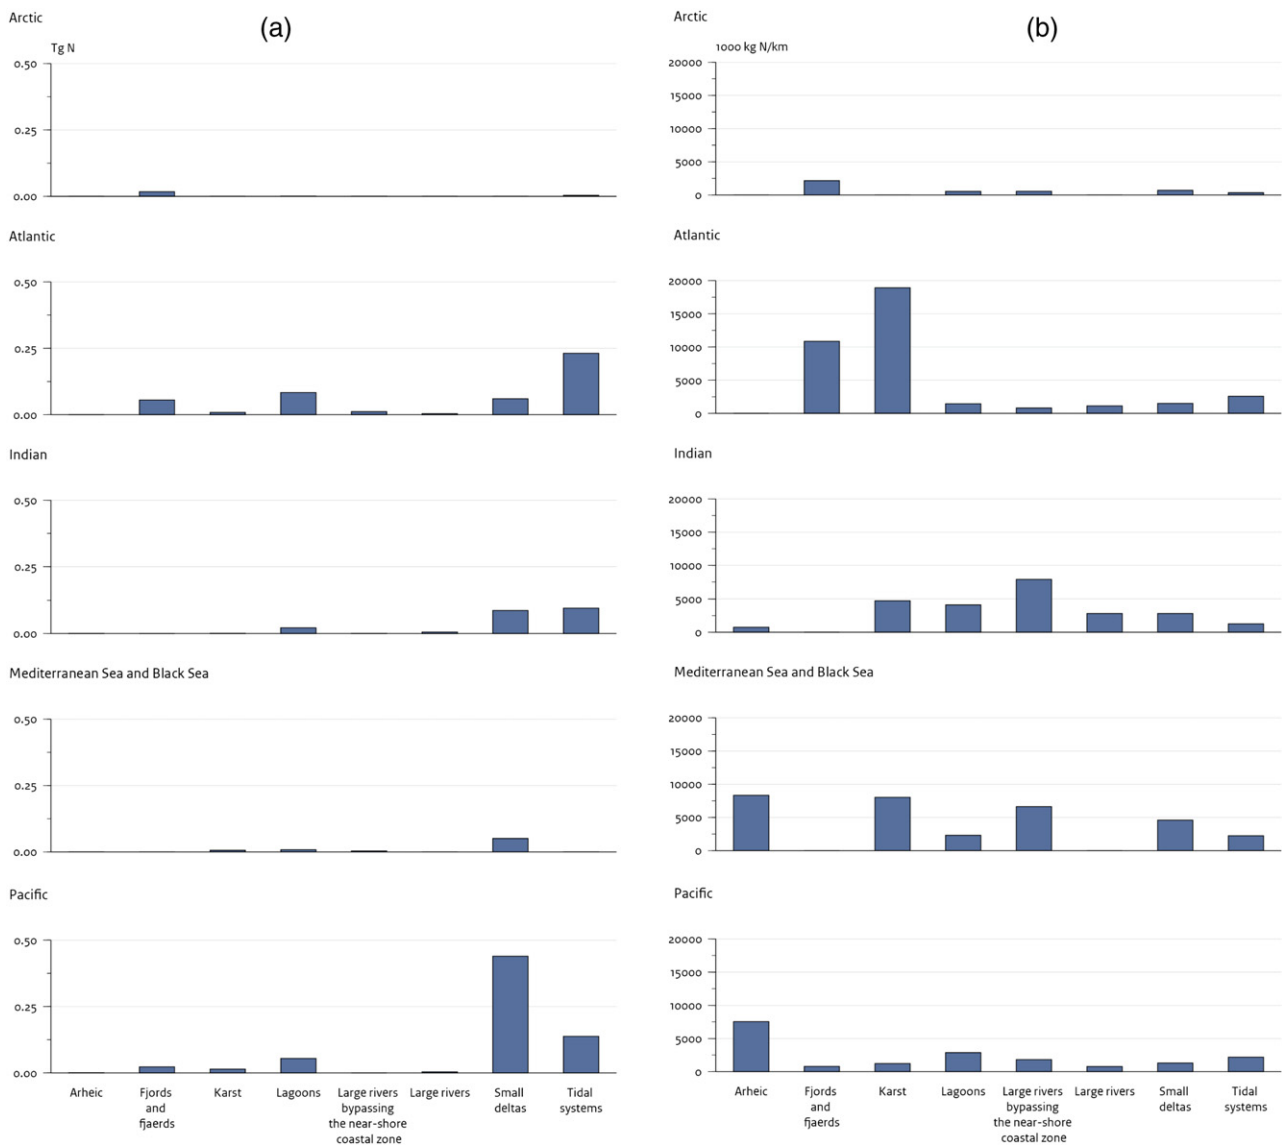 Arctic
(a)
Tg N
0.50
0.25
0.00
Atlantic
0.50
0.25
0.00
Indian
0.50
0.25
0.00
Mediterranean Sea and Black Sea
0.50
0.25
0.00
Pacific
0.50
0.25
0.00
Arheic
Fjords
and
fjaerds
Karst
Lagoons
Large rivers
bypassing
the near-shore
coastal zone
Large rivers
Small
deltas
Tidal
systems
Arctic
(b)
1000 kg N/km
20000
15000
10000
5000
0
Atlantic
20000
15000
10000
5000
0
Indian
20000
15000
10000
5000
0
Mediterranean Sea and Black Sea
20000
15000
10000
5000
0
Pacific
20000
15000
10000
5000
0
Arheic
Fjords
and
fjaerds
Karst
Lagoons
Large rivers
bypassing
the near-shore
coastal zone
Large rivers
Small
deltas
Tidal
systems